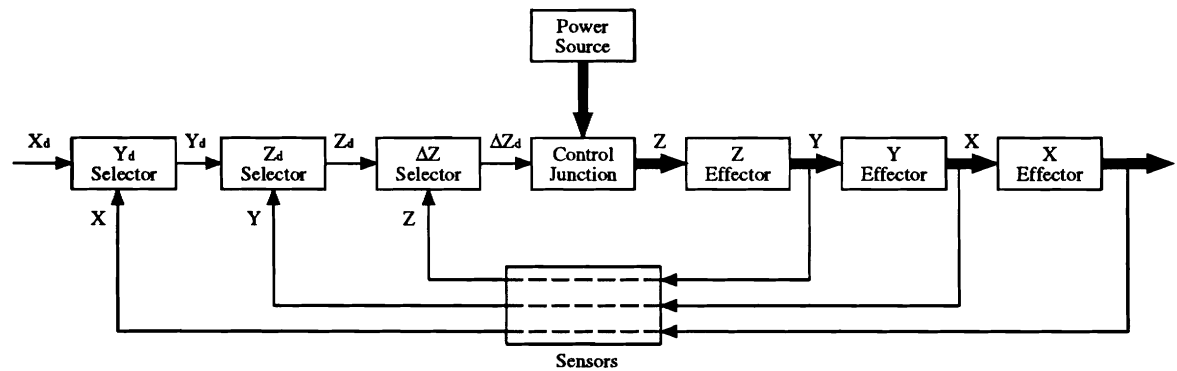 Power
Source
Xd
Yd
Selector
Yd
Zd
Selector
Zd
ΔZ
Selector
ΔZd
Control
Junction
Z
Z
Effector
Y
Y
Effector
X
X
Effector
X
Y
Z
Sensors